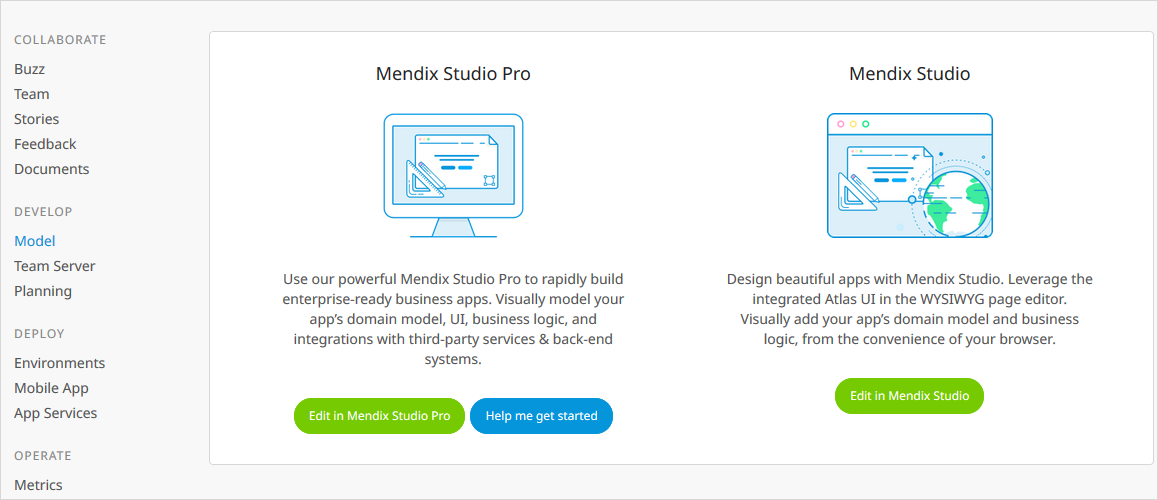 COLLABORATE
Buzz
Team
Stories
Feedback
Documents
DEVELOP
Model
Team Server
Planning
DEPLOY
Environments
Mobile App
App Services
OPERATE
Metrics
Mendix Studio Pro
Use our powerful Mendix Studio Pro to rapidly build
enterprise-ready business apps. Visually model your
app’s domain model, UI, business logic, and
integrations with third-party services & back-end
systems.
Edit in Mendix Studio Pro
Help me get started
Mendix Studio
Design beautiful apps with Mendix Studio. Leverage the
integrated Atlas UI in the WYSIWYG page editor.
Visually add your app’s domain model and business
logic, from the convenience of your browser.
Edit in Mendix Studio